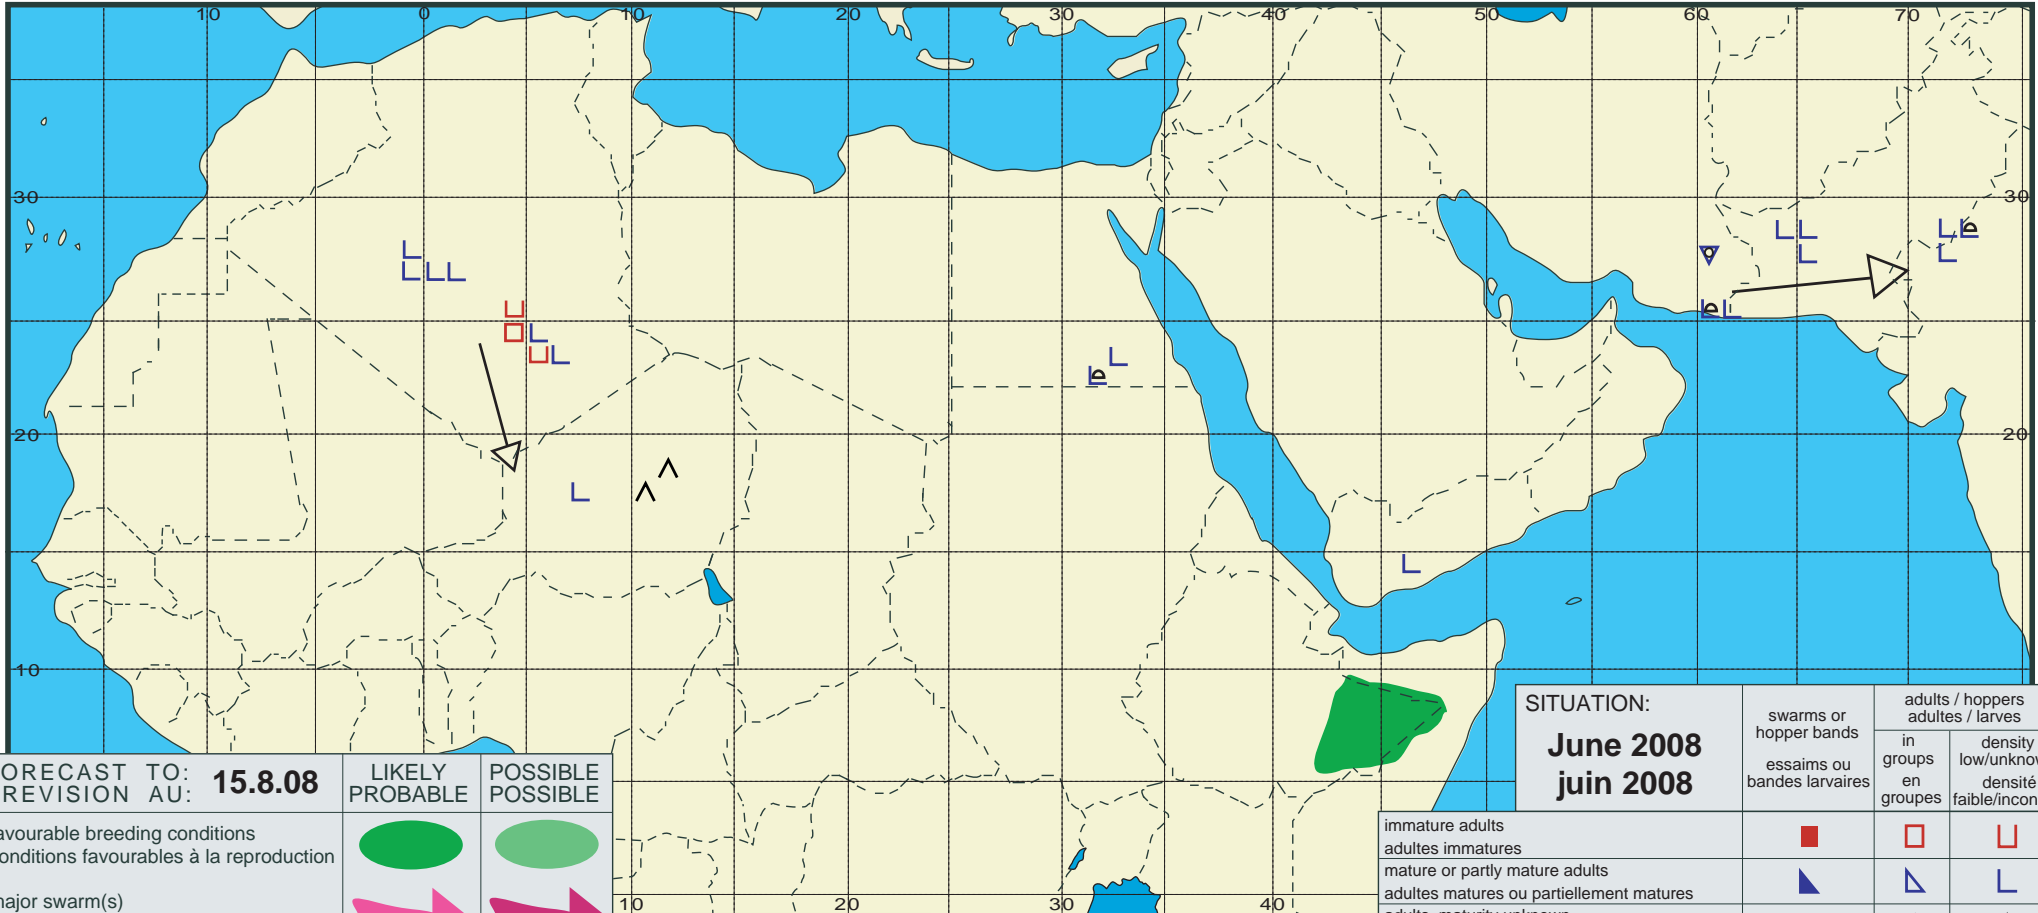 10 0 10 20 30 40 50 60 70
30 30
20 20
10
SITUATION:
June 2008
juin 2008
swarms or
hopper bands
essaims ou
bandes larvaires
adults / hoppers
adultes / larves
in
groups
en
groupes
density
low/unknow
densité
faible/incon
ORECAST TO:
REVISION AU:
15.8.08
LIKELY
PROBABLE
POSSIBLE
POSSIBLE
avourable breeding conditions
onditions favourables à la reproduction
major swarm(s)
immature adults
adultes immatures
mature or partly mature adults
adultes matures ou partiellement matures
adults, maturity unknown
10 20 30 40